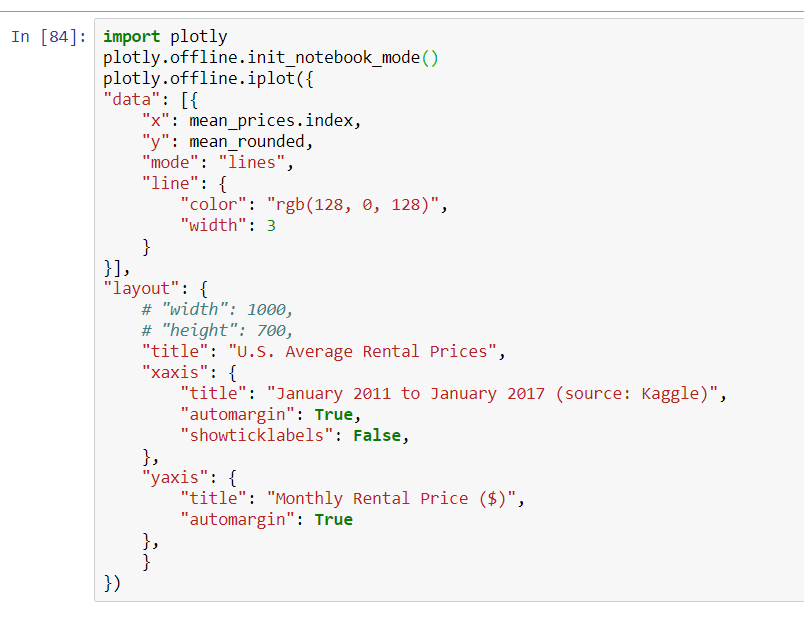 In [84]: import plotly
plotly.offline.init_notebook_mode()
plotly.offline.iplot({
"data": [{
    "x": mean_prices.index,
    "y": mean_rounded,
    "mode": "lines",
    "line": {
        "color": "rgb(128, 0, 128)",
        "width": 3
    }
}],
"layout": {
    # "width": 1000,
    # "height": 700,
    "title": "U.S. Average Rental Prices",
    "xaxis": {
        "title": "January 2011 to January 2017 (source: Kaggle)",
        "automargin": True,
        "showticklabels": False,
    },
    "yaxis": {
        "title": "Monthly Rental Price ($)",
        "automargin": True
    },
    }
})